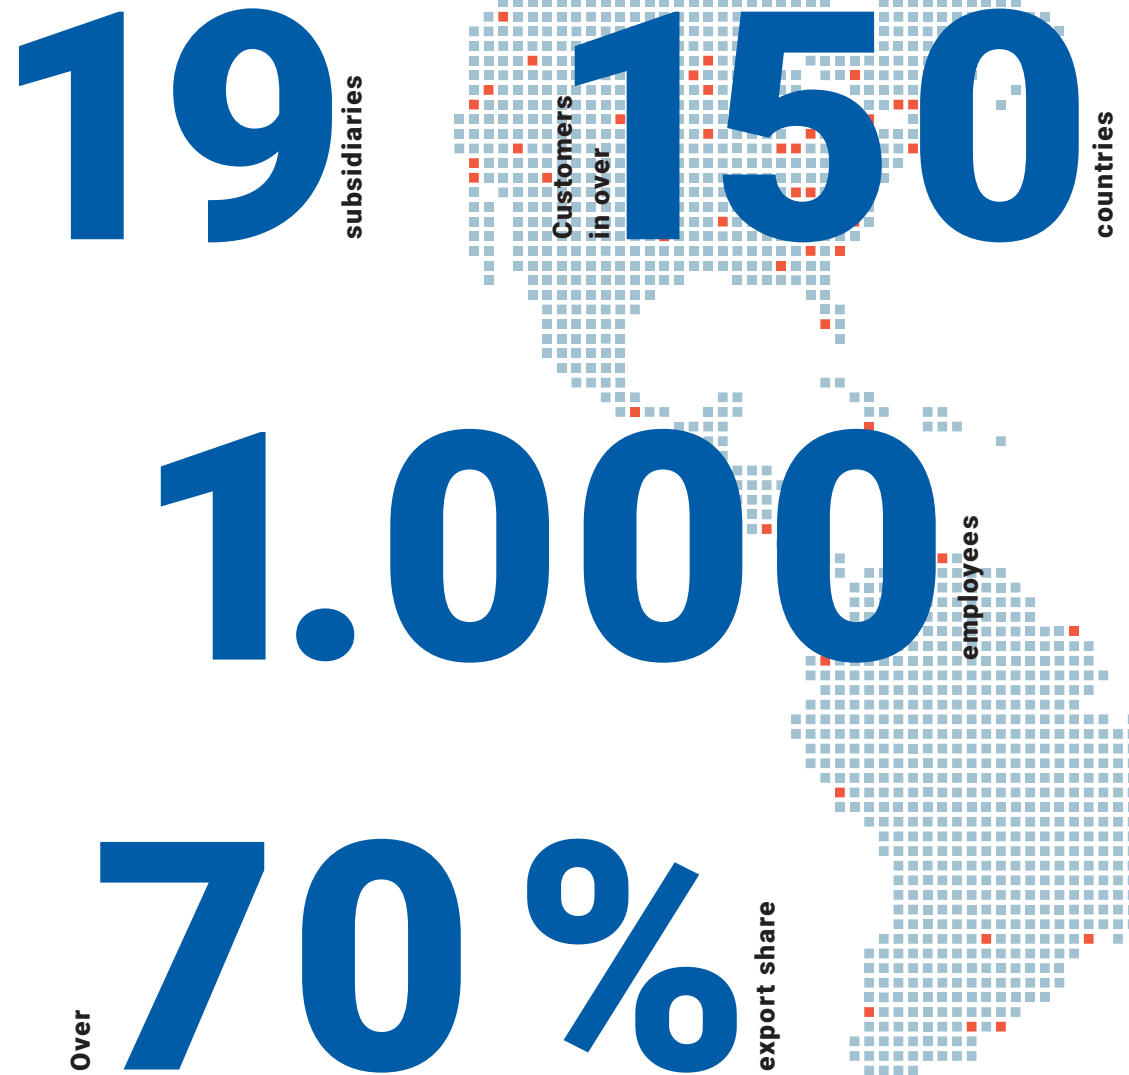 19 subsidiaries
Customers
in over
150 countries
1.000 employees
Over 70 % export share